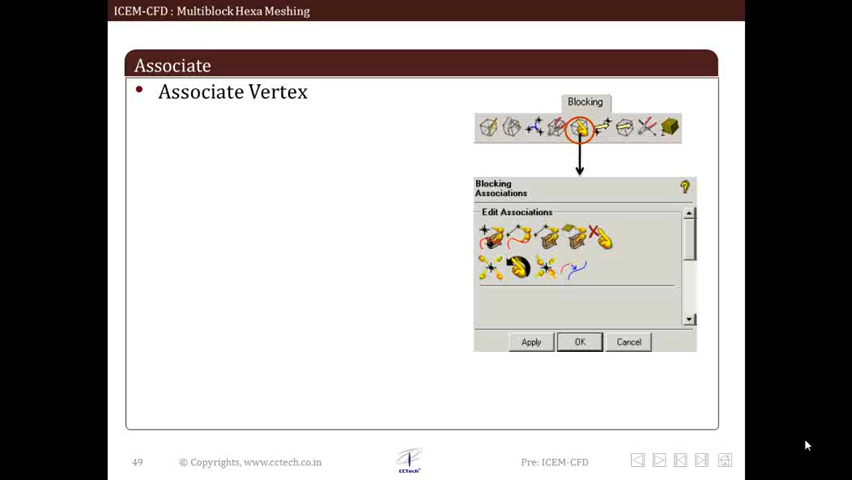 ICEM-CFD : Multiblock Hexa Meshing
Associate
• Associate Vertex
Blocking
Blocking
Associations
Edit Associations
Apply
OK
Cancel
49
© Copyrights, www.cctech.co.in
CCTech
Pre: ICEM-CFD